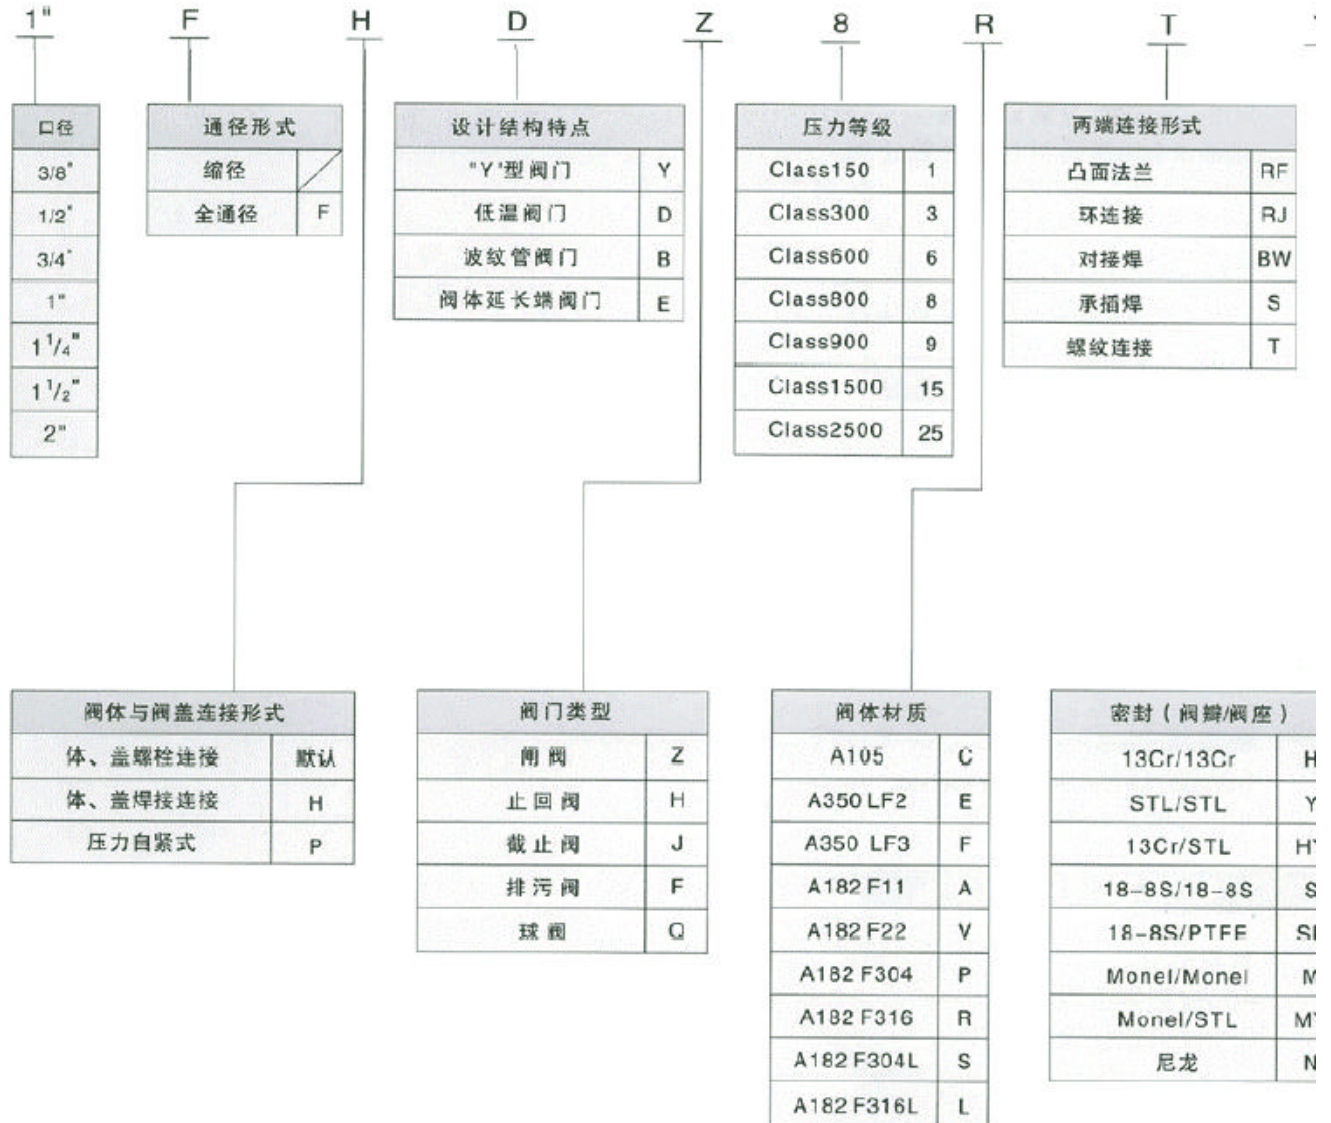 1" F H D Z 8 R T
口径
3/8"
1/2"
3/4"
1"
1 1/4"
1 1/2"
2"
通径形式
缩径
全通径 F
设计结构特点
"Y"型阀门 Y
低温阀门 D
波纹管阀门 B
阀体延长端阀门 E
压力等级
Class150 1
Class300 3
Class600 6
Class800 8
Class900 9
Class1500 15
Class2500 25
两端连接形式
凸面法兰 RF
环连接 RJ
对接焊 BW
承插焊 S
螺纹连接 T
阀体与阀盖连接形式
体、盖螺栓连接 默认
体、盖焊接连接 H
压力自紧式 P
阀门类型
闸阀 Z
止回阀 H
截止阀 J
排污阀 F
球阀 Q
阀体材质
A105 C
A350 LF2 E
A350 LF3 F
A182 F11 A
A182 F22 V
A182 F304 P
A182 F316 R
A182 F304L S
A182 F316L L
密封（阀瓣/阀座）
13Cr/13Cr H
STL/STL Y
13Cr/STL
18-8S/18-8S S
18-8S/PTFE
Monel/Monel M
Monel/STL
尼龙 N